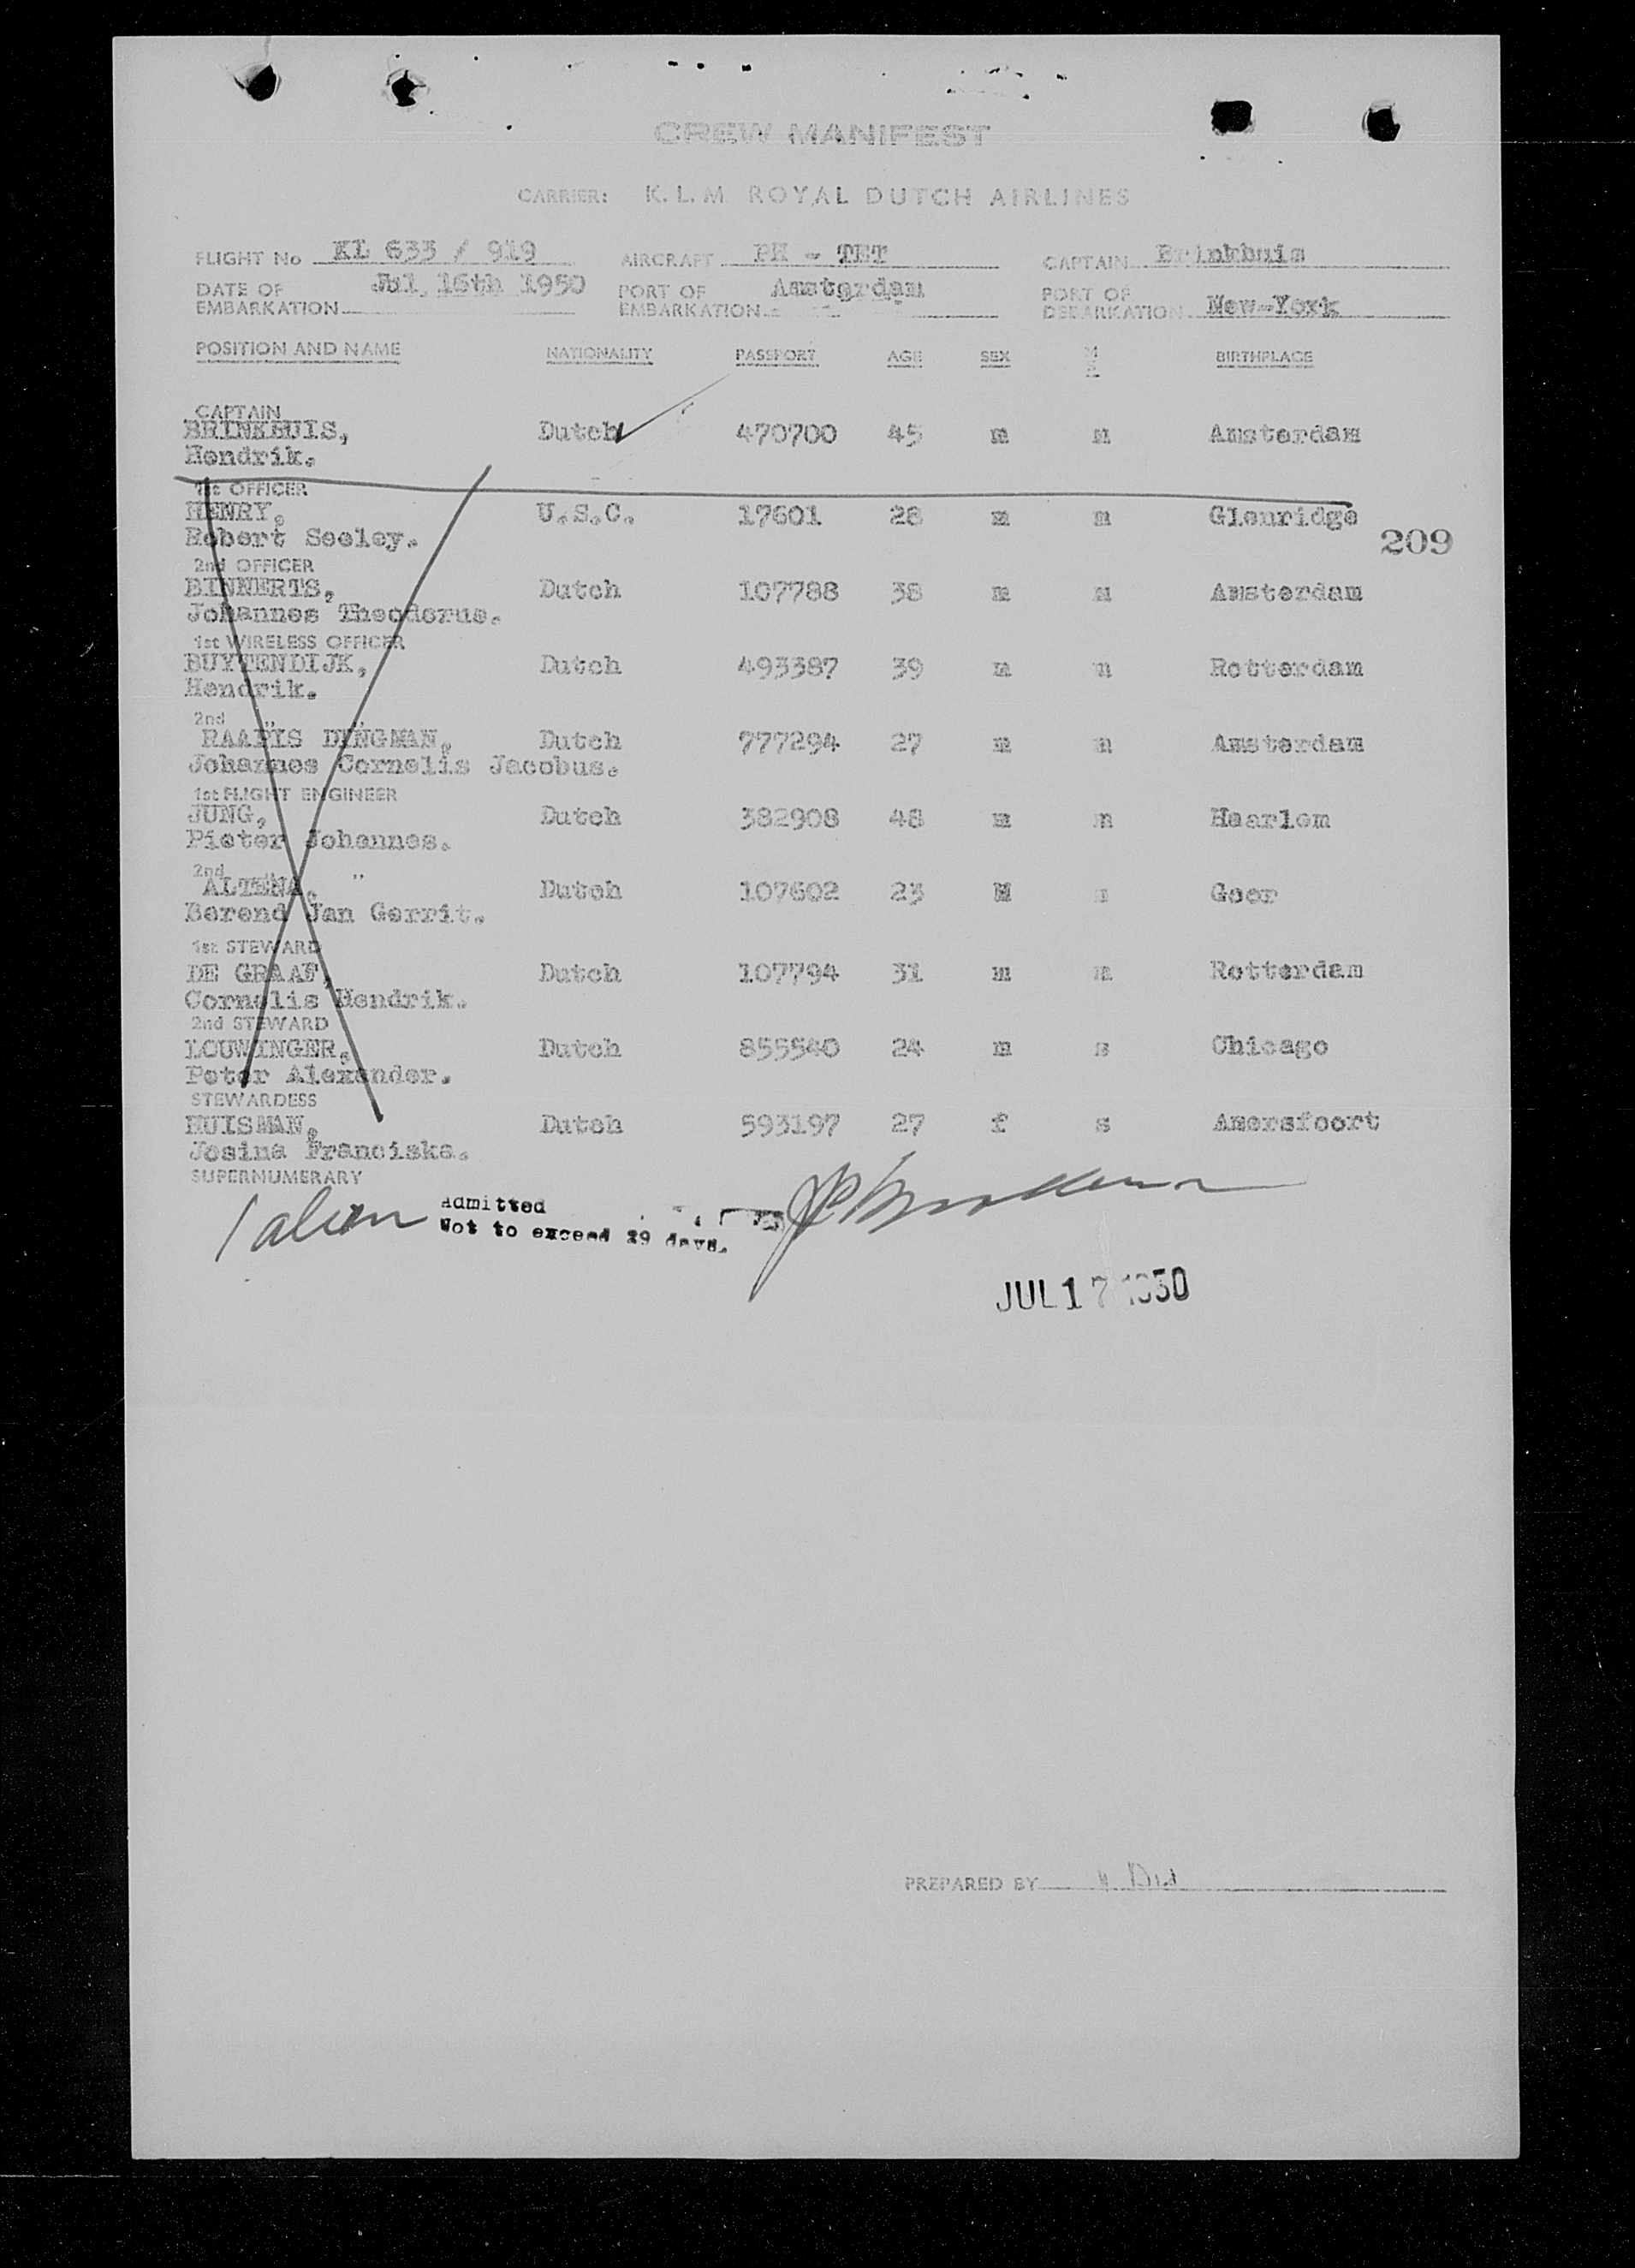 CREW MANIFEST
CARRIER: K.L.M ROYAL DUTCH AIRLINES
FLIGHT No KL 633 / 919 AIRCRAFT PH - TET CAPTAIN Brinkhuis
DATE OF EMBARKATION Jul 16th 1950 PORT OF EMBARKATION Amsterdam PORT OF DEBARKATION New-York
POSITION AND NAME NATIONALITY PASSPORT AGE SEX BIRTHPLACE
CAPTAIN
BRINKHUIS, Dutch 470700 45 m m Amsterdam
Hendrik.
1st OFFICER
HENRY, U.S.C. 17601 28 m m Glenridge
209
Robert Seeley.
2nd OFFICER
BINNERTS, Dutch 107788 38 m m Amsterdam
Johannes Theodorus.
1st WIRELESS OFFICER
BUYTENDIJK, Dutch 493387 39 m m Rotterdam
Hendrik.
2nd " "
RAAPIS DINGMAN, Dutch 777294 27 m m Amsterdam
Johannes Cornelis Jacobus.
1st FLIGHT ENGINEER
JUNG, Dutch 382908 48 m m Haarlem
Pieter Johannes.
2nd " "
ALTENA, Dutch 107602 23 M Goor
Berend Jan Gerrit.
1st STEWARD
DE GRAAF, Dutch 107794 31 m m Rotterdam
Cornelis Hendrik.
2nd STEWARD
LOUWINGER, Dutch 855540 24 m s Chicago
Peter Alexander.
STEWARDESS
HUISMAN, Dutch 593197 27 f s Amersfoort
Josina Franciska.
SUPERNUMERARY
1 alien Admitted
Not to exceed 29 days.
JUL 17 1950
PREPARED BY